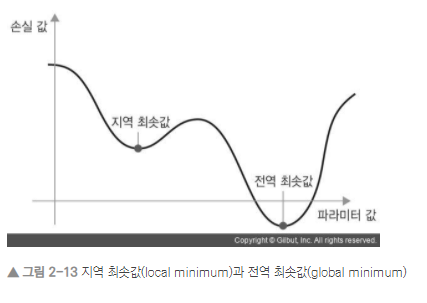 손실 값
지역 최솟값
전역 최솟값
파라미터 값
Copyright © Gilbut, Inc. All rights reserved.
▲ 그림 2-13 지역 최솟값(local minimum)과 전역 최솟값(global minimum)